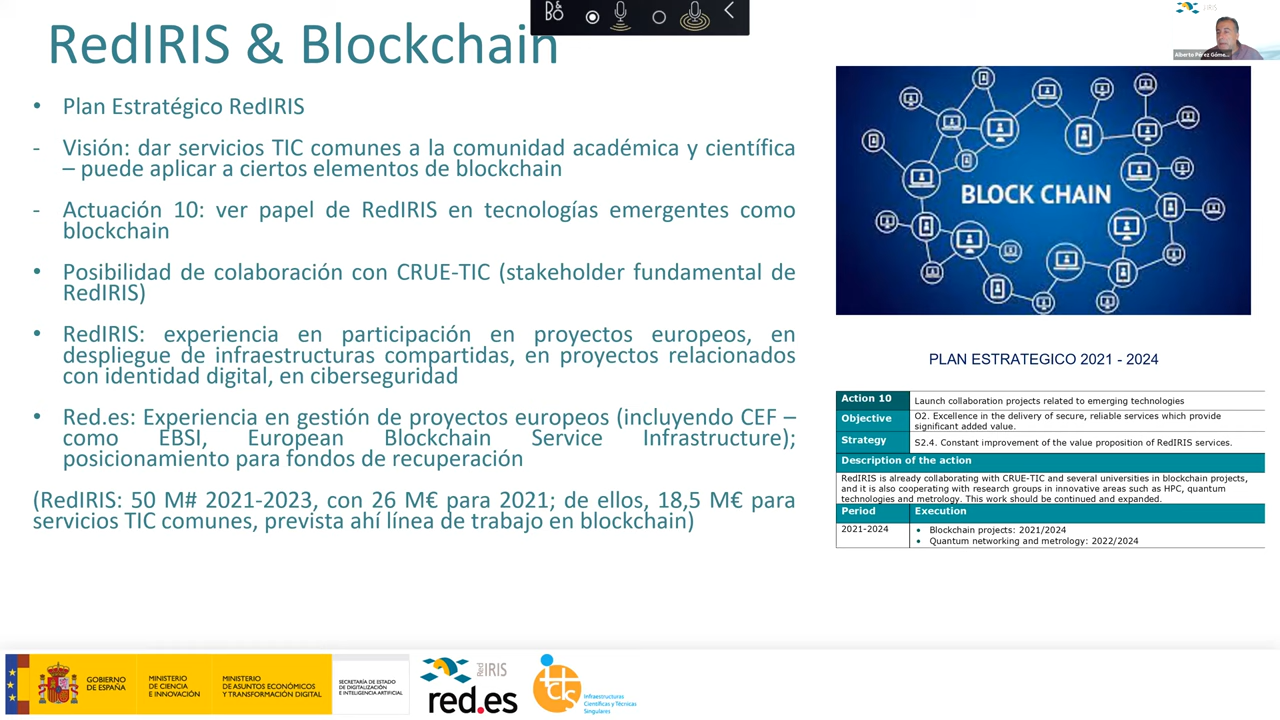 RedIRIS & Blockchain
• Plan Estratégico RedIRIS
- Visión: dar servicios TIC comunes a la comunidad académica y científica
– puede aplicar a ciertos elementos de blockchain
- Actuación 10: ver papel de RedIRIS en tecnologías emergentes como
blockchain
• Posibilidad de colaboración con CRUE-TIC (stakeholder fundamental de
RedIRIS)
• RedIRIS: experiencia en participación en proyectos europeos, en
despliegue de infraestructuras compartidas, en proyectos relacionados
con identidad digital, en ciberseguridad
• Red.es: Experiencia en gestión de proyectos europeos (incluyendo CEF –
como EBSI, European Blockchain Service Infrastructure);
posicionamiento para fondos de recuperación
(RedIRIS: 50 M# 2021-2023, con 26 M€ para 2021; de ellos, 18,5 M€ para
servicios TIC comunes, prevista ahí línea de trabajo en blockchain)
IRIS
Alberto Pérez Góme...
BLOCK CHAIN
PLAN ESTRATEGICO 2021 - 2024
Action 10 Launch collaboration projects related to emerging technologies
Objective O2. Excellence in the delivery of secure, reliable services which provide
significant added value.
Strategy S2.4. Constant improvement of the value proposition of RedIRIS services.
Description of the action
RedIRIS is already collaborating with CRUE-TIC and several universities in blockchain projects,
and it is also cooperating with research groups in innovative areas such as HPC, quantum
technologies and metrology. This work should be continued and expanded.
Period Execution
2021-2024 • Blockchain projects: 2021/2024
• Quantum networking and metrology: 2022/2024
GOBIERNO
DE ESPAÑA
MINISTERIO
DE CIENCIA
E INNOVACIÓN
MINISTERIO
DE ASUNTOS ECONÓMICOS
Y TRANSFORMACIÓN DIGITAL
SECRETARÍA DE ESTADO
DE DIGITALIZACIÓN
E INTELIGENCIA ARTIFICIAL
Red IRIS
red.es
icts
Infraestructuras
Científicas y Técnicas
Singulares